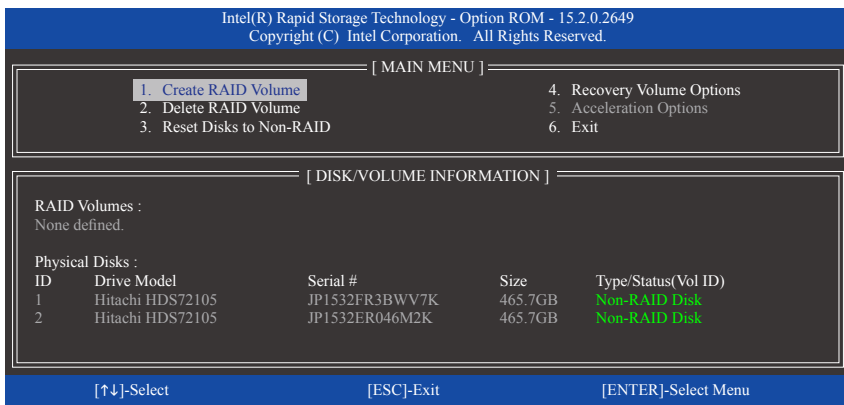 Intel(R) Rapid Storage Technology - Option ROM - 15.2.0.2649
Copyright (C) Intel Corporation. All Rights Reserved.
[ MAIN MENU ]
1. Create RAID Volume
2. Delete RAID Volume
3. Reset Disks to Non-RAID
4. Recovery Volume Options
5. Acceleration Options
6. Exit
[ DISK/VOLUME INFORMATION ]
RAID Volumes :
None defined.
Physical Disks :
ID Drive Model Serial # Size Type/Status(Vol ID)
1 Hitachi HDS72105 JP1532FR3BWV7K 465.7GB Non-RAID Disk
2 Hitachi HDS72105 JP1532ER046M2K 465.7GB Non-RAID Disk
[↑↓]-Select [ESC]-Exit [ENTER]-Select Menu